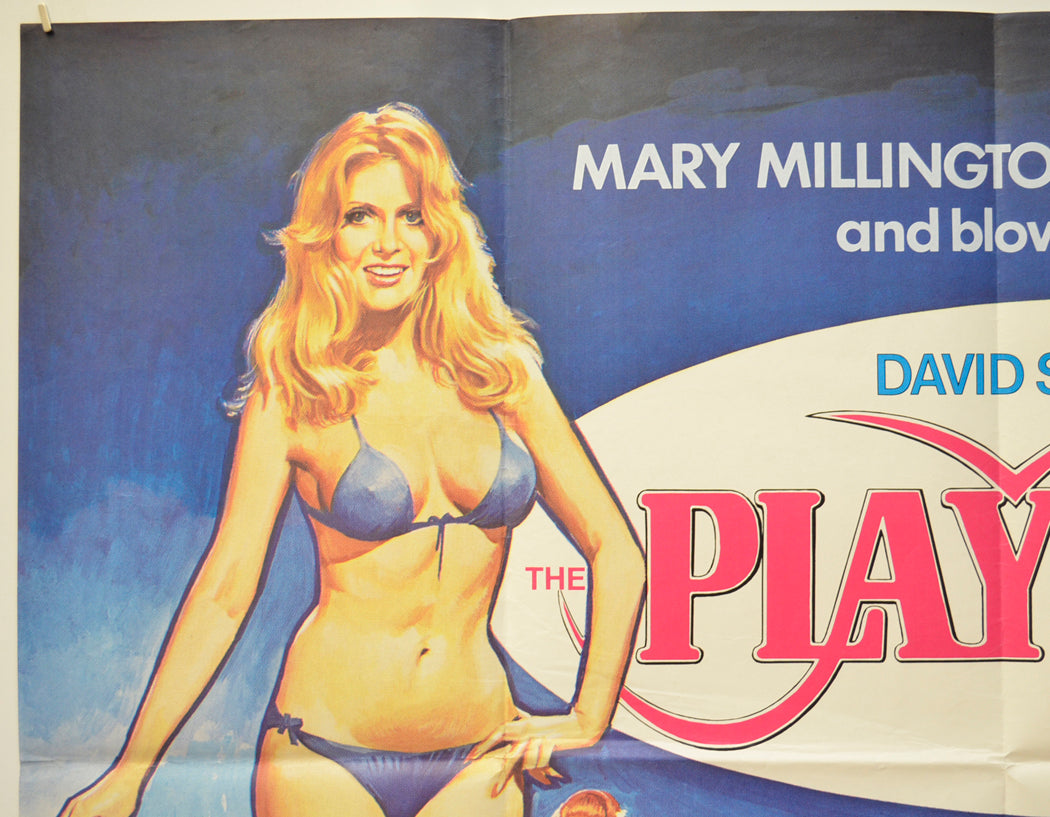 MARY MILLINGTO
and blow
DAVID S
THE PLAY